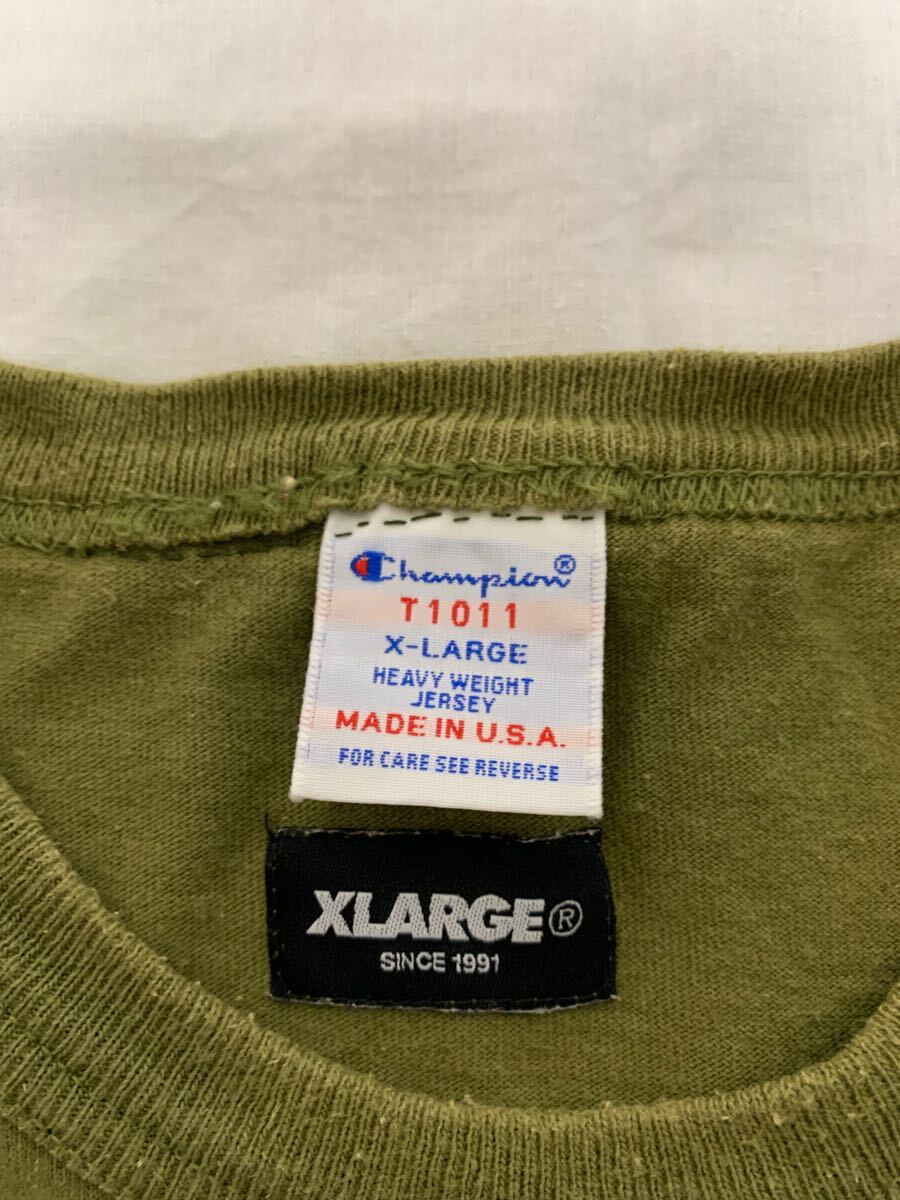 Champion®
T1011
X-LARGE
HEAVY WEIGHT
JERSEY
MADE IN U.S.A.
FOR CARE SEE REVERSE
XLARGE®
SINCE 1991